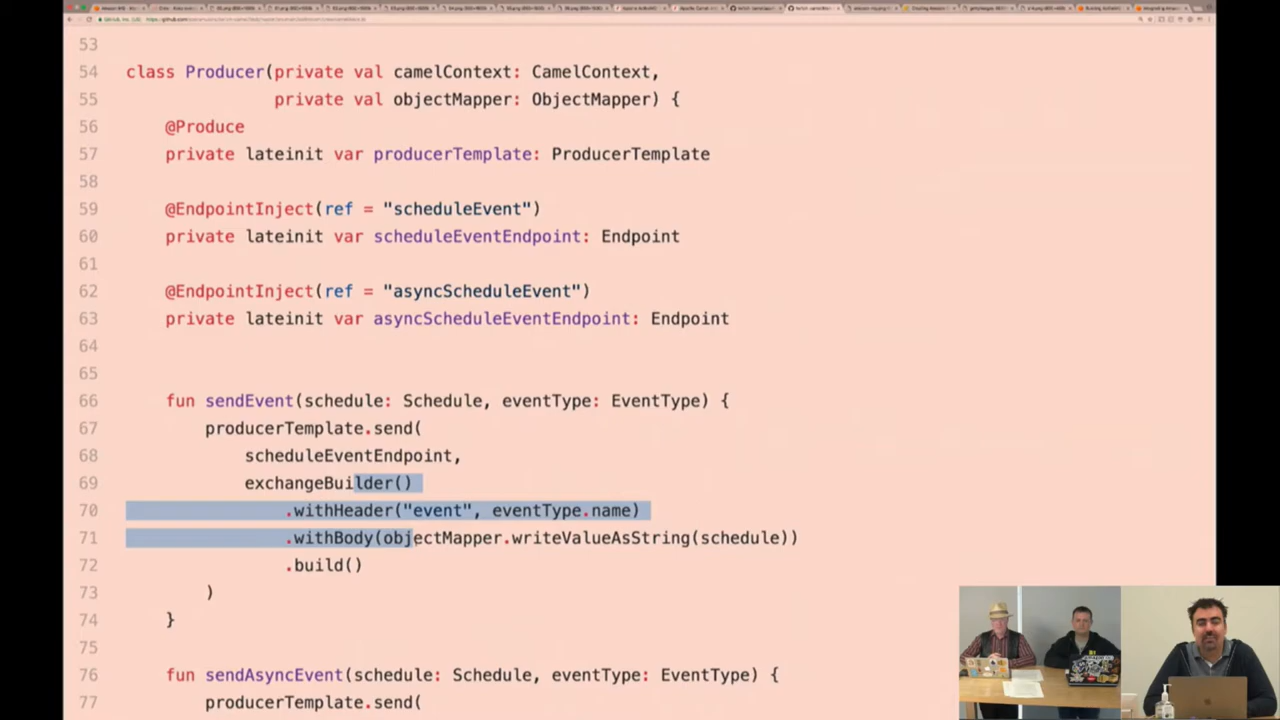 53
54 class Producer(private val camelContext: CamelContext,
55 private val objectMapper: ObjectMapper) {
56 @Produce
57 private lateinit var producerTemplate: ProducerTemplate
58
59 @EndpointInject(ref = "scheduleEvent")
60 private lateinit var scheduleEventEndpoint: Endpoint
61
62 @EndpointInject(ref = "asyncScheduleEvent")
63 private lateinit var asyncScheduleEventEndpoint: Endpoint
64
65
66 fun sendEvent(schedule: Schedule, eventType: EventType) {
67 producerTemplate.send(
68 scheduleEventEndpoint,
69 exchangeBuilder()
70 .withHeader("event", eventType.name)
71 .withBody(objectMapper.writeValueAsString(schedule))
72 .build()
73 )
74 }
75
76 fun sendAsyncEvent(schedule: Schedule, eventType: EventType) {
77 producerTemplate.send(